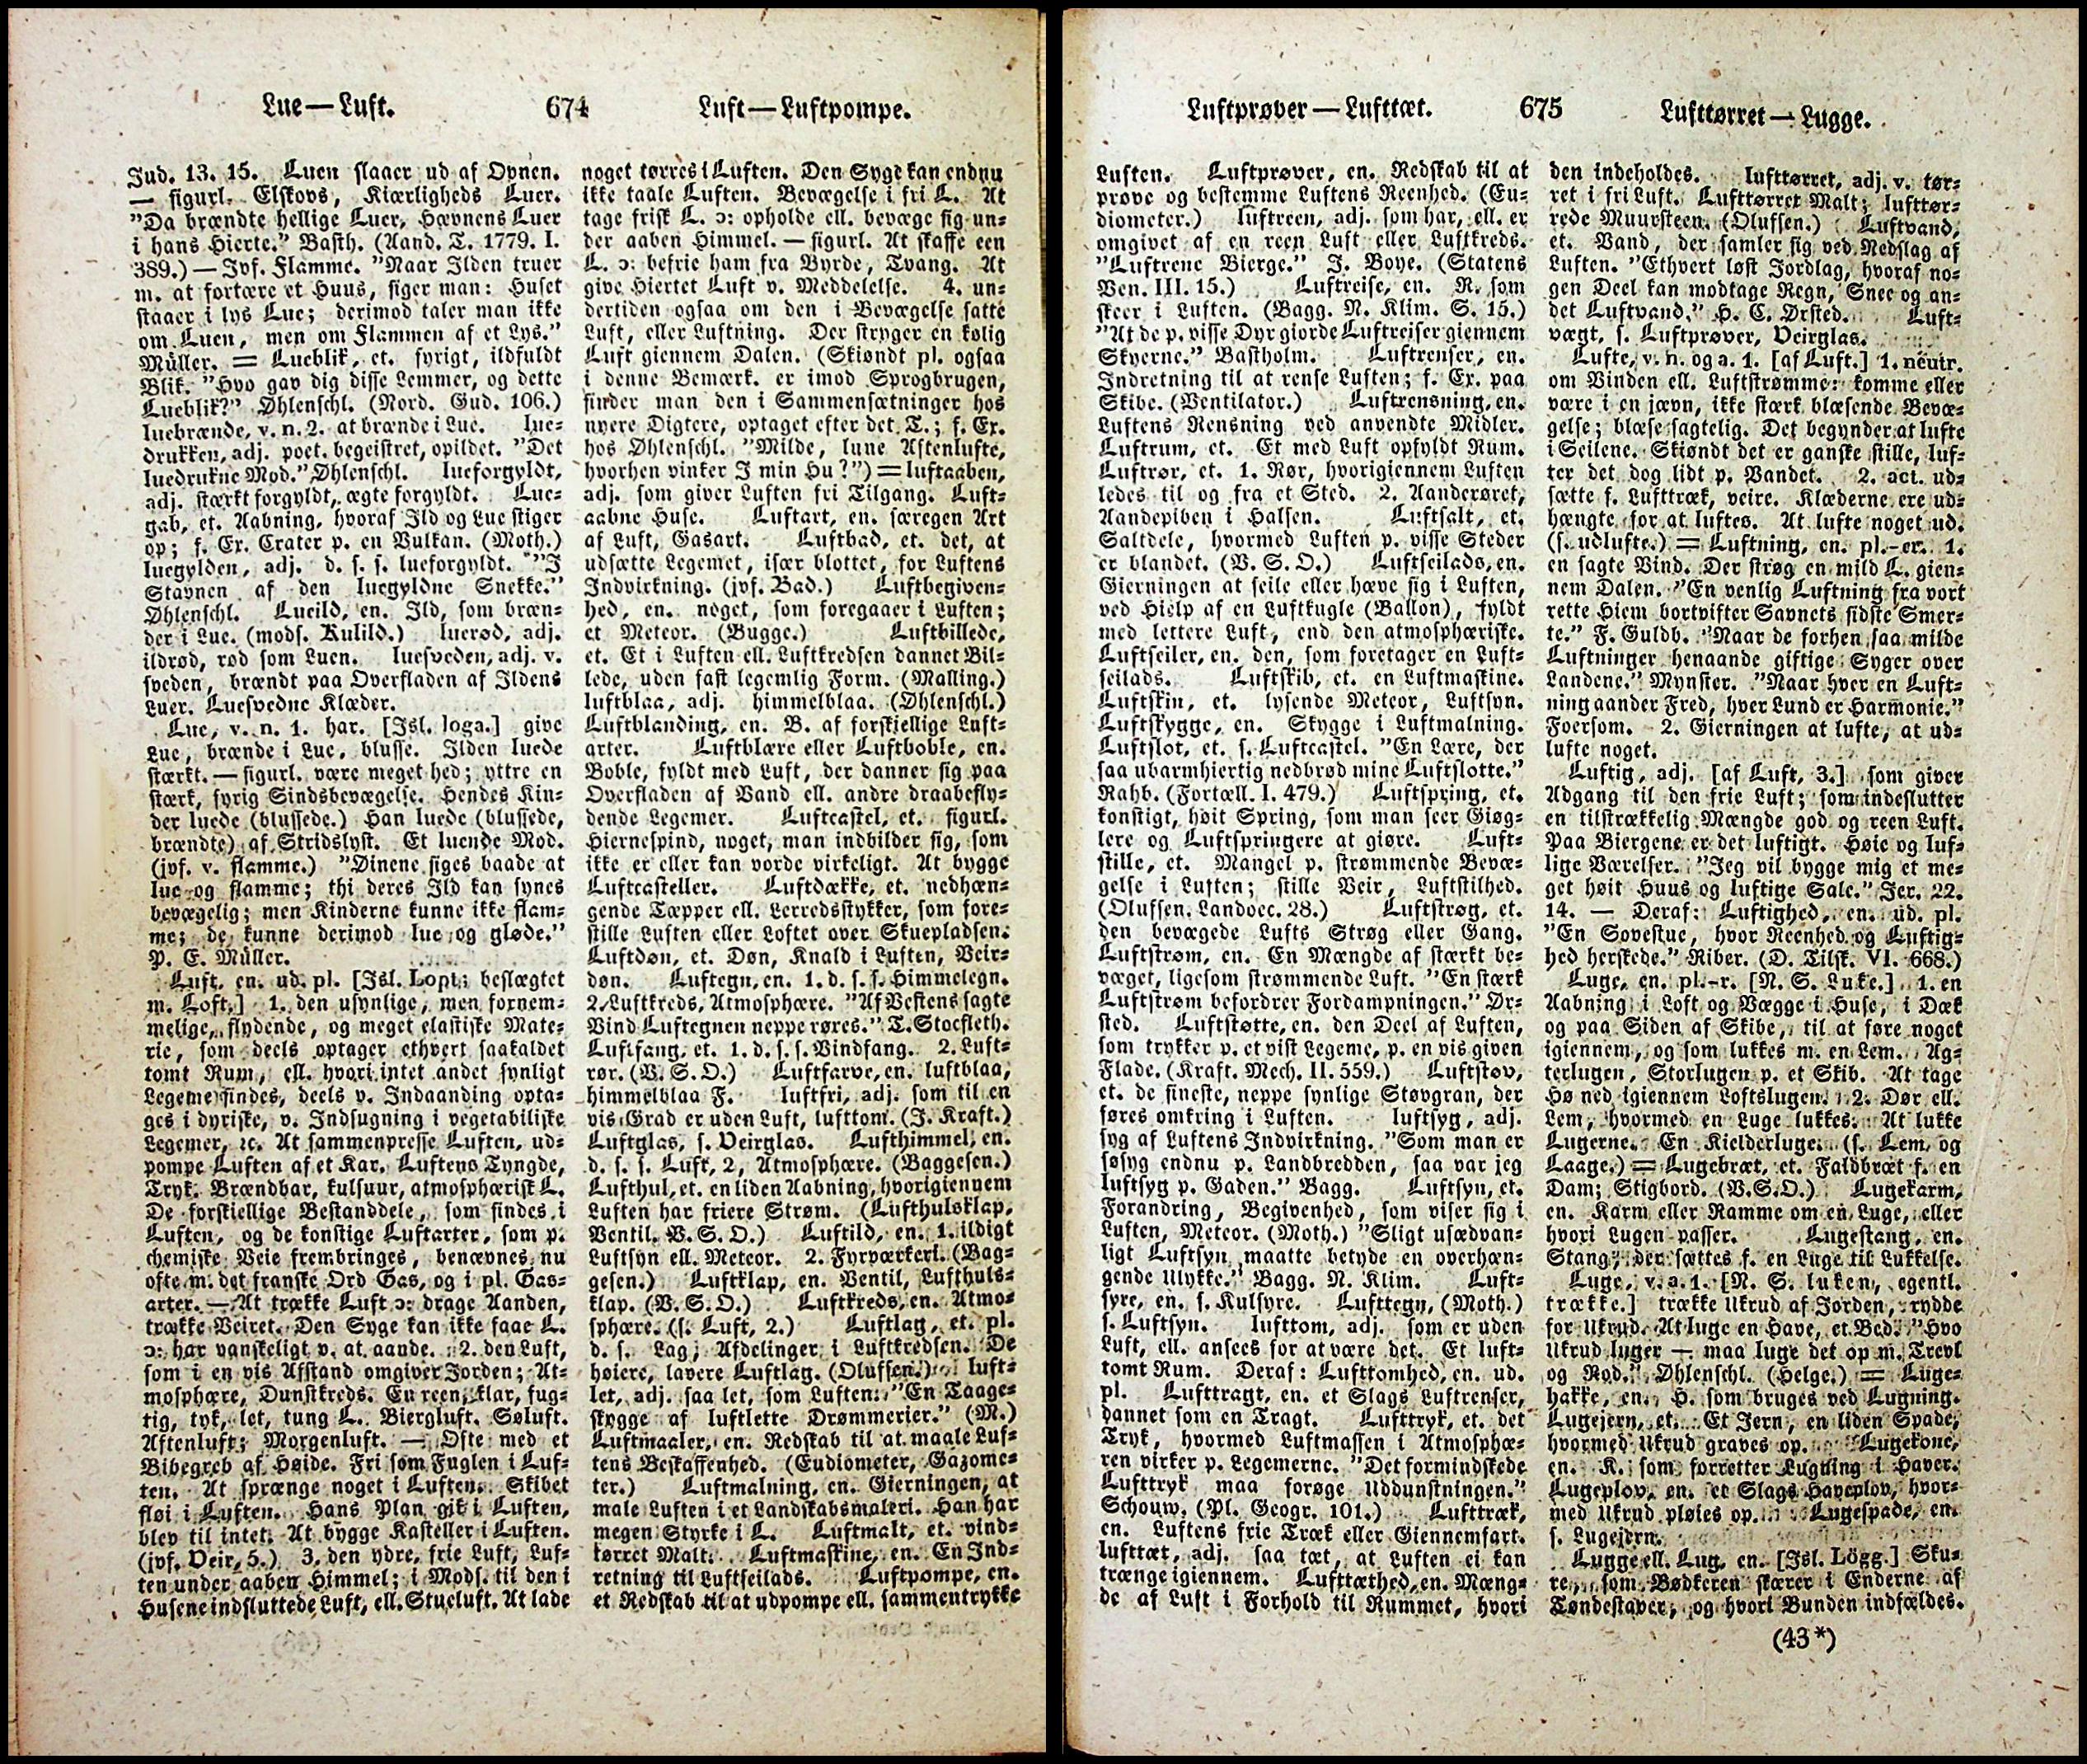 Lue — Luft.
674
Luft — Luftpompe.
Jud. 13. 15. Luen slaaer ud af Ovnen.
— figurl. Elskovs, Kiærligheds Luer.
"Da brændte hellige Luer, Hævnens Luer
i hans Hierte." Basth. (Aand. T. 1779. I.
389.) — Jvf. Flamme. "Naar Ilden truer
m. at fortære et Huus, siger man: Huset
staaer i lys Lue; derimod taler man ikke
om Luen, men om Flammen af et Lys."
Müller. = Lueblik, et. fyrigt, ildfuldt
Blik. "Hvo gav dig disse Lemmer, og dette
Lueblik?" Øhlenschl. (Nord. Gud. 106.)
luebrænde, v. n. 2. at brænde i Lue. lue-
drukken, adj. poet. begeistret, opildet. "Det
luedrukne Mod." Øhlenschl. lueforgyldt,
adj. stærkt forgyldt, ægte forgyldt. Lue-
gab, et. Aabning, hvoraf Ild og Lue stiger
op; f. Ex. Crater p. en Vulkan. (Moth.)
luegylden, adj. d. s. s. lueforgyldt. "I
Stavnen af den luegyldne Snekke."
Øhlenschl. Lueild, en. Ild, som bræn-
der i Lue. (mods. Kulild.) luerød, adj.
ildrød, rød som Luen. luesveden, adj. v.
sveden, brændt paa Overfladen af Ildens
Luer. Luesvedne Klæder.
Lue, v. n. 1. har. [Isl. loga.] give
Lue, brænde i Lue, blusse. Ilden luede
stærkt. — figurl. være meget hed; yttre en
stærk, fyrig Sindsbevægelse. Hendes Kin-
der luede (blussede.) Han luede (blussede,
brændte) af Stridslyst. Et luende Mod.
(jvf. v. flamme.) "Øinene siges baade at
lue og flamme; thi deres Ild kan synes
bevægelig; men Kinderne kunne ikke flam-
me; de kunne derimod lue og gløde."
P. E. Müller.
Luft, en. ud. pl. [Isl. Lopt; beslægtet
m. Loft.] 1. den usynlige, men fornem-
melige, flydende, og meget elastiske Mate-
rie, som deels optager ethvert saakaldet
tomt Rum, ell. hvori intet andet synligt
Legeme findes, deels v. Indaanding opta-
ges i dyriske, v. Indsugning i vegetabiliske
Legemer, ɾc. At sammenpresse Luften, ud-
pompe Luften af et Kar. Luftens Tyngde,
Tryk. Brændbar, kulsuur, atmosphærisk L.
De forskiellige Bestanddele, som findes i
Luften, og de konstige Luftarter, som p.
chemiske Veie frembringes, benævnes nu
ofte m. det franske Ord Gas, og i pl. Gas-
arter. — At trække Luft ɔ: drage Aanden,
trække Veiret. Den Syge kan ikke faae L.
ɔ: har vanskeligt v. at aande. 2. den Luft,
som i en vis Afstand omgiver Jorden; At-
mosphære, Dunstkreds. En reen, klar, fug-
tig, tyk, let, tung L. Biergluft. Søluft.
Aftenluft; Morgenluft. — Ofte med et
Bibegreb af Høide. Fri som Fuglen i Luf-
ten. At sprænge noget i Luften. Skibet
fløi i Luften. Hans Plan gik i Luften,
blev til intet. At bygge Kasteller i Luften.
(jvf. Veir, 5.) 3. den ydre, frie Luft, Luf-
ten under aaben Himmel; i Mods. til den i
Husene indsluttede Luft, ell. Stueluft. At lade
noget tørres i Luften. Den Syge kan endnu
ikke taale Luften. Bevægelse i fri L. At
tage frisk L. ɔ: opholde ell. bevæge sig un-
der aaben Himmel. — figurl. At skaffe een
L. ɔ: befrie ham fra Byrde, Tvang. At
give Hiertet Luft v. Meddelelse. 4. un-
dertiden ogsaa om den i Bevægelse satte
Luft, eller Luftning. Der stryger en kølig
Luft giennem Dalen. (Skiøndt pl. ogsaa
i denne Bemærk. er imod Sprogbrugen,
finder man den i Sammensætninger hos
nyere Digtere, optaget efter det T.; f. Ex.
hos Øhlenschl. "Milde, lune Aftenlufte,
hvorhen vinker I min Hu?") = luftaaben,
adj. som giver Luften fri Tilgang. Luft-
aabne Huse. Luftart, en. særegen Art
af Luft, Gasart. Luftbad, et. det, at
udsætte Legemet, især blottet, for Luftens
Indvirkning. (jvf. Bad.) Luftbegiven-
hed, en. noget, som foregaaer i Luften;
et Meteor. (Bugge.) Luftbillede,
et. Et i Luften ell. Luftkredsen dannet Bil-
lede, uden fast legemlig Form. (Malling.)
luftblaa, adj. himmelblaa. (Øhlenschl.)
Luftblanding, en. B. af forskiellige Luft-
arter. Luftblære eller Luftboble, en.
Boble, fyldt med Luft, der danner sig paa
Overfladen af Vand ell. andre draabefly-
dende Legemer. Luftcastel, et. figurl.
Hiernespind, noget, man indbilder sig, som
ikke er eller kan vorde virkeligt. At bygge
Luftcasteller. Luftdække, et. nedhæn-
gende Tæpper ell. Lerredsstykker, som fore-
stille Luften eller Loftet over Skuepladsen.
Luftdøn, et. Døn, Knald i Luften, Veir-
døn. Luftegn, en. 1. d. s. s. Himmelegn.
2. Luftkreds, Atmosphære. "Af Vestens sagte
Vind Luftegnen neppe røres." T. Stocfleth.
Luftfang, et. 1. d. s. s. Vindfang. 2. Luft-
rør. (V. S. O.) Luftfarve, en. luftblaa,
himmelblaa F. luftfri, adj. som til en
vis Grad er uden Luft, lufttom. (J. Kraft.)
Luftglas, s. Veirglas. Lufthimmel, en.
d. s. s. Luft, 2, Atmosphære. (Baggesen.)
Lufthul, et. en liden Aabning, hvorigiennem
Luften har friere Strøm. (Lufthulsklap,
Ventil. V. S. O.) Luftild, en. 1. ildigt
Luftsyn ell. Meteor. 2. Fyrværkeri. (Bag-
gesen.) Luftklap, en. Ventil, Lufthuls-
klap. (V. S. O.) Luftkreds, en. Atmo-
sphære. (s. Luft, 2.) Luftlag, et. pl.
d. s. Lag, Afdelinger i Luftkredsen. De
høiere, lavere Luftlag. (Olufsen.) luft-
let, adj. saa let, som Luften. "En Taage-
skygge af luftlette Drømmerier." (M.)
Luftmaaler, en. Redskab til at maale Luf-
tens Beskaffenhed. (Eudiometer, Gazome-
ter.) Luftmalning, en. Gierningen, at
male Luften i et Landskabsmaleri. Han har
megen Styrke i L. Luftmalt, et. vind-
tørret Malt. Luftmaskine, en. En Ind-
retning til Luftseilads. Luftpompe, en.
et Redskab til at udpompe ell. sammentrykke
Luftprøver — Lufttæt.
675
Lufttørret — Lugge.
Luften. Luftprøver, en. Redskab til at
prøve og bestemme Luftens Reenhed. (Eu-
diometer.) luftreen, adj. som har, ell. er
omgivet af en reen Luft eller Luftkreds.
"Luftrene Bierge." J. Boye. (Statens
Ven. III. 15.) Luftreise, en. R. som
skeer i Luften. (Bagg. N. Klim. S. 15.)
"At de p. visse Dyr giorde Luftreiser giennem
Skyerne." Bastholm. Luftrenser, en.
Indretning til at rense Luften; f. Ex. paa
Skibe. (Ventilator.) Luftrensning, en.
Luftens Rensning ved anvendte Midler.
Luftrum, et. Et med Luft opfyldt Rum.
Luftrør, et. 1. Rør, hvorigiennem Luften
ledes til og fra et Sted. 2. Aanderøret,
Aandepiben i Halsen. Luftsalt, et.
Saltdele, hvormed Luften p. visse Steder
er blandet. (V. S. O.) Luftseilads, en.
Gierningen at seile eller hæve sig i Luften,
ved Hielp af en Luftkugle (Ballon), fyldt
med lettere Luft, end den atmosphæriske.
Luftseiler, en. den, som foretager en Luft-
seilads. Luftskib, et. en Luftmaskine.
Luftskin, et. lysende Meteor, Luftsyn.
Luftskygge, en. Skygge i Luftmalning.
Luftslot, et. s. Luftcastel. "En Lære, der
saa ubarmhiertig nedbrød mine Luftslotte."
Rahb. (Fortæll. I. 479.) Luftspring, et.
konstigt, høit Spring, som man seer Giøg-
lere og Luftspringere at giøre. Luft-
stille, et. Mangel p. strømmende Bevæ-
gelse i Luften; stille Veir, Luftstilhed.
(Olufsen. Landoec. 28.) Luftstrøg, et.
den bevægede Lufts Strøg eller Gang.
Luftstrøm, en. En Mængde af stærkt be-
væget, ligesom strømmende Luft. "En stærk
Luftstrøm befordrer Fordampningen." Ør-
sted. Luftstøtte, en. den Deel af Luften,
som trykker p. et vist Legeme, p. en vis given
Flade. (Kraft. Mech. II. 559.) Luftstøv,
et. de fineste, neppe synlige Støvgran, der
føres omkring i Luften. luftsyg, adj.
syg af Luftens Indvirkning. "Som man er
søsyg endnu p. Landbredden, saa var jeg
luftsyg p. Gaden." Bagg. Luftsyn, et.
Forandring, Begivenhed, som viser sig i
Luften, Meteor. (Moth.) "Sligt usædvan-
ligt Luftsyn maatte betyde en overhæn-
gende Ulykke." Bagg. N. Klim. Luft-
syre, en. s. Kulsyre. Lufttegn, (Moth.)
s. Luftsyn. lufttom, adj. som er uden
Luft, ell. ansees for at være det. Et luft-
tomt Rum. Deraf: Lufttomhed, en. ud.
pl. Lufttragt, en. et Slags Luftrenser,
dannet som en Tragt. Lufttryk, et. det
Tryk, hvormed Luftmassen i Atmosphæ-
ren virker p. Legemerne. "Det formindskede
Lufttryk maa forøge Uddunstningen."
Schouw. (Pl. Geogr. 101.) Lufttræk,
en. Luftens frie Træk eller Giennemfart.
lufttæt, adj. saa tæt, at Luften ei kan
trænge igiennem. Lufttæthed, en. Mæng-
de af Luft i Forhold til Rummet, hvori
den indeholdes. lufttørret, adj. v. tør-
ret i fri Luft. Lufttørret Malt; lufttør-
rede Muursteen. (Olufsen.) Luftvand,
et. Vand, der samler sig ved Nedslag af
Luften. "Ethvert løst Jordlag, hvoraf no-
gen Deel kan modtage Regn, Snee og an-
det Luftvand." H. C. Ørsted. Luft-
vægt, s. Luftprøver, Veirglas.
Lufte, v. n. og a. 1. [af Luft.] 1. neutr.
om Vinden ell. Luftstrømme: komme eller
være i en jævn, ikke stærk blæsende Bevæ-
gelse; blæse sagtelig. Det begynder at lufte
i Seilene. Skiøndt det er ganske stille, luf-
ter det dog lidt p. Vandet. 2. act. ud-
sætte f. Lufttræk, veire. Klæderne ere ud-
hængte for at luftes. At lufte noget ud.
(s. udlufte.) = Luftning, en. pl.-er. 1.
en sagte Vind. Der strøg en mild L. gien-
nem Dalen. "En venlig Luftning fra vort
rette Hiem bortvifter Savnets sidste Smer-
te." F. Guldb. "Naar de forhen saa milde
Luftninger henaande giftige Syger over
Landene." Mynster. "Naar hver en Luft-
ning aander Fred, hver Lund er Harmonie."
Foersom. 2. Gierningen at lufte, at ud-
lufte noget.
Luftig, adj. [af Luft, 3.] som giver
Adgang til den frie Luft; som indeslutter
en tilstrækkelig Mængde god og reen Luft.
Paa Biergene er det luftigt. Høie og luf-
tige Værelser. "Jeg vil bygge mig et me-
get høit Huus og luftige Sale." Jer. 22.
14. — Deraf: Luftighed, en. ud. pl.
"En Sovestue, hvor Reenhed og Luftig-
hed herskede." Riber. (D. Tilsk. VI. 668.)
Luge, en. pl.-r. [N. S. Luke.] 1. en
Aabning i Loft og Vægge i Huse, i Dæk
og paa Siden af Skibe, til at føre noget
igiennem, og som lukkes m. en Lem. Ag-
terlugen, Storlugen p. et Skib. At tage
Hø ned igiennem Loftslugen. 2. Dør ell.
Lem, hvormed en Luge lukkes. At lukke
Lugerne. En Kielderluge. (s. Lem og
Laage.) = Lugebræt, et. Faldbræt f. en
Dam; Stigbord. (V.S.O.) Lugekarm,
en. Karm eller Ramme om en Luge, eller
hvori Lugen passer. Lugestang, en.
Stang, der sættes f. en Luge til Lukkelse.
Luge, v. a. 1. [N. S. luken, egentl.
trække.] trække Ukrud af Jorden, rydde
for Ukrud. At luge en Have, et Bed. "Hvo
Ukrud luger — maa luge det op m. Trevl
og Rod." Øhlenschl. (Helge.) = Luge-
hakke, en. H. som bruges ved Lugning.
Lugejern, et. Et Jern, en liden Spade,
hvormed Ukrud graves op. Lugekone,
en. K. som forretter Lugning i Haver.
Lugeplov, en. et Slags Haveplov, hvor-
med Ukrud pløies op. Lugespade, en.
s. Lugejern.
Lugge ell. Lug, en. [Isl. Lögg.] Sku-
re, som Bødkeren skærer i Enderne af
Tøndestaver, og hvori Bunden indfældes.
(43*)